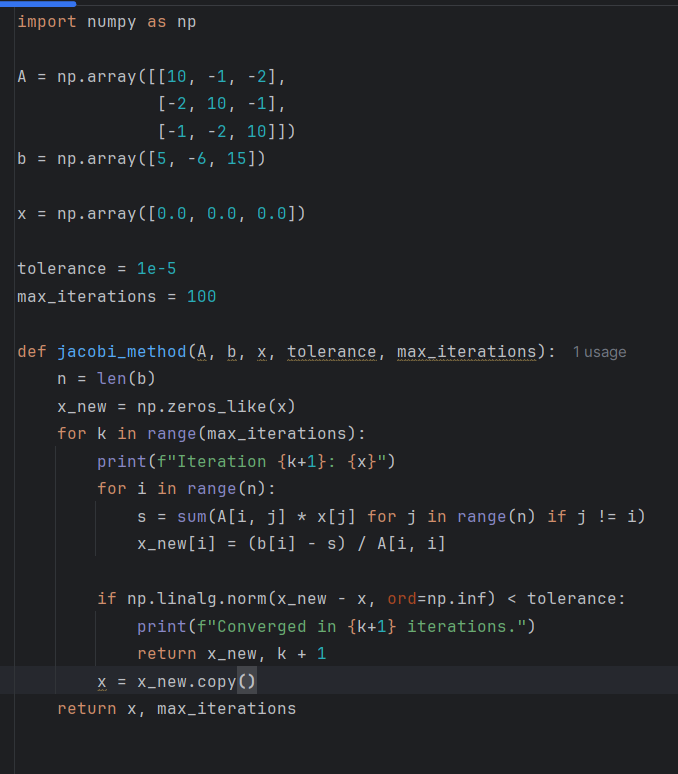 import numpy as np
A = np.array([[10, -1, -2],
              [-2, 10, -1],
              [-1, -2, 10]])
b = np.array([5, -6, 15])
x = np.array([0.0, 0.0, 0.0])
tolerance = 1e-5
max_iterations = 100
def jacobi_method(A, b, x, tolerance, max_iterations): 1 usage
    n = len(b)
    x_new = np.zeros_like(x)
    for k in range(max_iterations):
        print(f"Iteration {k+1}: {x}")
        for i in range(n):
            s = sum(A[i, j] * x[j] for j in range(n) if j != i)
            x_new[i] = (b[i] - s) / A[i, i]
        if np.linalg.norm(x_new - x, ord=np.inf) < tolerance:
            print(f"Converged in {k+1} iterations.")
            return x_new, k + 1
        x = x_new.copy()
    return x, max_iterations